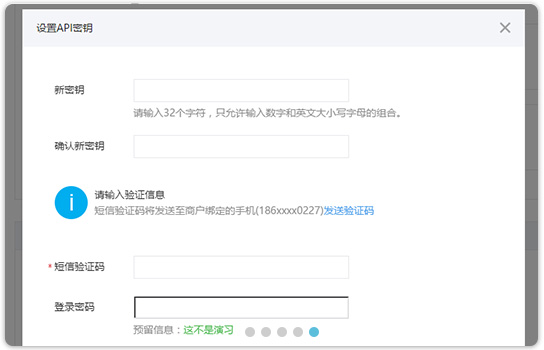 设置API密钥
新密钥
请输入32个字符，只允许输入数字和英文大小写字母的组合。
确认新密钥
请输入验证信息
短信验证码将发送至商户绑定的手机(186xxxx0227)发送验证码
* 短信验证码
登录密码
预留信息：这不是演习